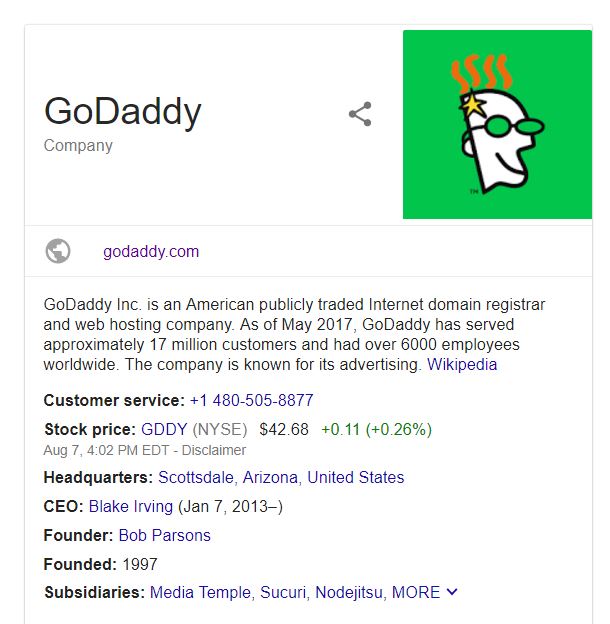 GoDaddy
Company
TM
godaddy.com
GoDaddy Inc. is an American publicly traded Internet domain registrar
and web hosting company. As of May 2017, GoDaddy has served
approximately 17 million customers and had over 6000 employees
worldwide. The company is known for its advertising. Wikipedia
Customer service: +1 480-505-8877
Stock price: GDDY (NYSE) $42.68 +0.11 (+0.26%)
Aug 7, 4:02 PM EDT - Disclaimer
Headquarters: Scottsdale, Arizona, United States
CEO: Blake Irving (Jan 7, 2013–)
Founder: Bob Parsons
Founded: 1997
Subsidiaries: Media Temple, Sucuri, Nodejitsu, MORE